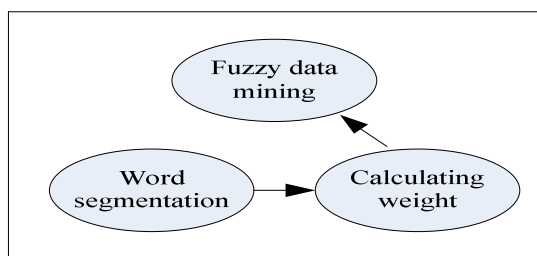 Fuzzy data
mining
Word
segmentation
Calculating
weight